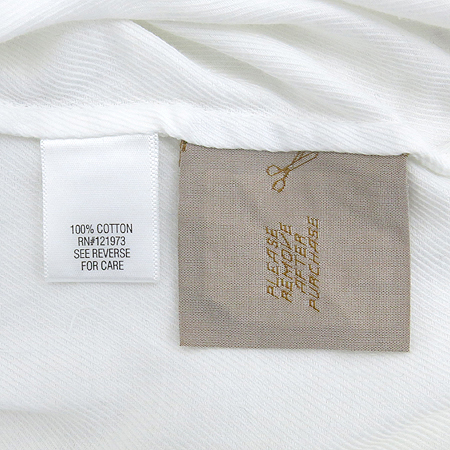 100% COTTON
RN#121973
SEE REVERSE
FOR CARE
PLEASE
REMOVE
AFTER
PURCHASE